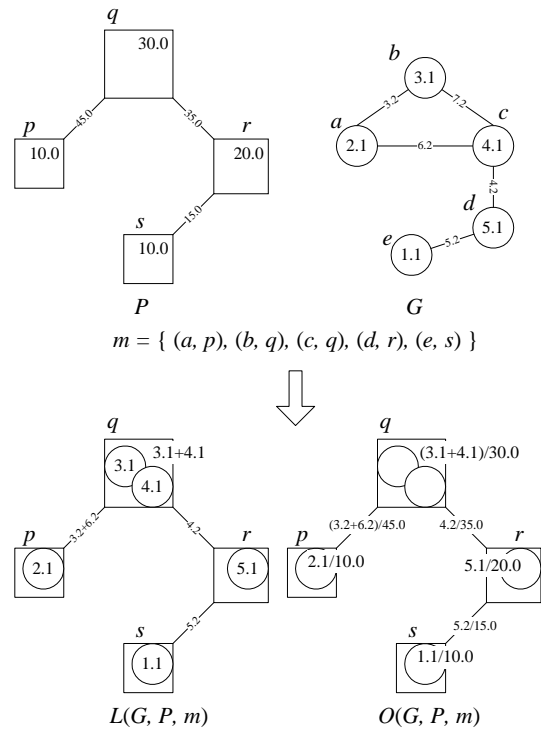 q
30.0
45.0
35.0
p
10.0
r
20.0
15.0
s
10.0
P
b
3.1
3.2
7.2
a
2.1
c
4.1
6.2
4.2
d
5.1
e
1.1
5.2
G
m = { (a, p), (b, q), (c, q), (d, r), (e, s) }
q
3.1+4.1
3.1
4.1
3.2+6.2
4.2
p
2.1
r
5.1
5.2
s
1.1
L(G, P, m)
q
(3.1+4.1)/30.0
(3.2+6.2)/45.0
4.2/35.0
p
2.1/10.0
r
5.1/20.0
5.2/15.0
s
1.1/10.0
O(G, P, m)